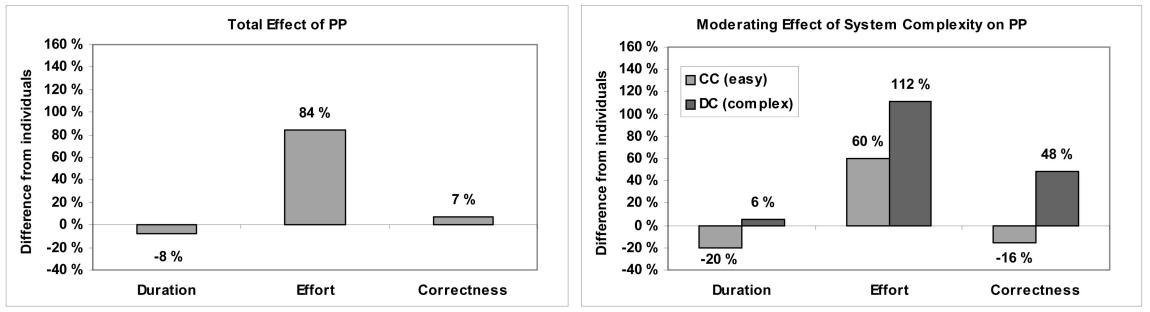 Total Effect of PP
Difference from individuals
160 %
140 %
120 %
100 %
80 %
60 %
40 %
20 %
0 %
-20 %
-40 %
-8 %
84 %
7 %
Duration
Effort
Correctness
Moderating Effect of System Complexity on PP
Difference from individuals
160 %
140 %
120 %
100 %
80 %
60 %
40 %
20 %
0 %
-20 %
-40 %
CC (easy)
DC (complex)
-20 %
6 %
60 %
112 %
-16 %
48 %
Duration
Effort
Correctness